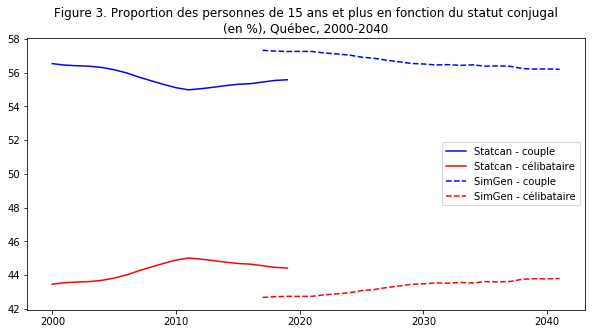 Figure 3. Proportion des personnes de 15 ans et plus en fonction du statut conjugal
(en %), Québec, 2000-2040
58
56
54
52
50
48
46
44
42
Statcan - couple
Statcan - célibataire
SimGen - couple
SimGen - célibataire
2000
2010
2020
2030
2040